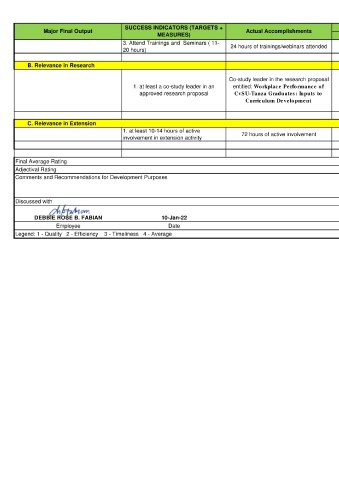 Major Final Output
SUCCESS INDICATORS (TARGETS +
MEASURES)
Actual Accomplishments
3. Attend Trainings and Seminars ( 11-
20 hours)
24 hours of trainings/webinars attended
B. Relevance in Research
1. at least a co-study leader in an
approved research proposal
Co-study leader in the research proposal
entitled: Workplace Performance of
CvSU-Tanza Graduates: Inputs to
Curriculum Development
C. Relevance in Extension
1. at least 10-14 hours of active
involvement in extension activity
72 hours of active involvement
Final Average Rating
Adjectival Rating
Comments and Recommendations for Development Purposes
Discussed with
DEBBIE ROSE B. FABIAN
10-Jan-22
Employee
Date
Legend: 1 - Quality 2 - Efficiency 3 - Timeliness 4 - Average